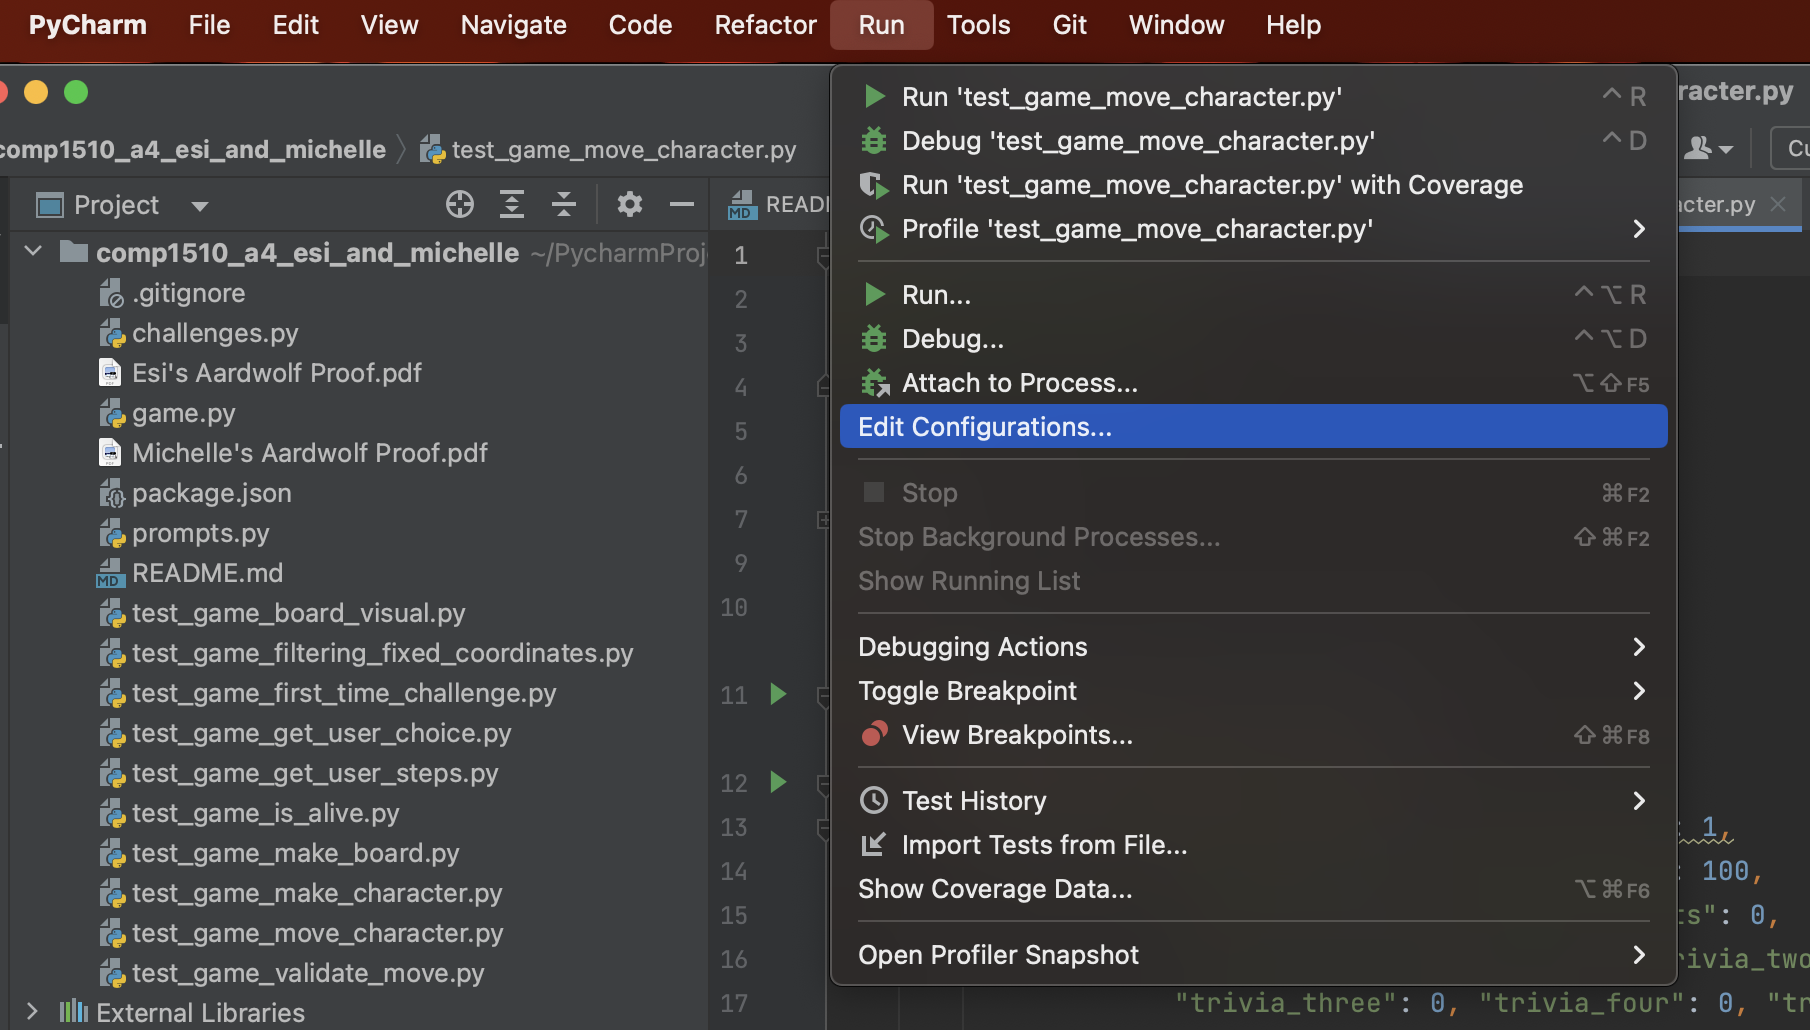 PyCharm File Edit View Navigate Code Refactor Run Tools Git Window Help
racter.py
comp1510_a4_esi_and_michelle test_game_move_character.py
Project
READ
acter.py
comp1510_a4_esi_and_michelle ~/PycharmProj
.gitignore
challenges.py
Esi's Aardwolf Proof.pdf
game.py
Michelle's Aardwolf Proof.pdf
package.json
prompts.py
MD README.md
test_game_board_visual.py
test_game_filtering_fixed_coordinates.py
test_game_first_time_challenge.py
test_game_get_user_choice.py
test_game_get_user_steps.py
test_game_is_alive.py
test_game_make_board.py
test_game_make_character.py
test_game_move_character.py
test_game_validate_move.py
External Libraries
1
2
3
4
5
6
7
9
10
11
12
13
14
15
16
17
Run 'test_game_move_character.py' ^ R
Debug 'test_game_move_character.py' ^ D
Run 'test_game_move_character.py' with Coverage
Profile 'test_game_move_character.py'
Run... ^⌥ R
Debug... ^⌥ D
Attach to Process... ⌥⇧F5
Edit Configurations...
Stop ⌘F2
Stop Background Processes... ⇧⌘F2
Show Running List
Debugging Actions
Toggle Breakpoint
View Breakpoints... ⇧⌘F8
Test History
Import Tests from File...
Show Coverage Data... ⌥⌘F6
Open Profiler Snapshot
: 1,
: 100,
ts": 0,
rivia_two
"trivia_three": 0, "trivia_four": 0, "tr